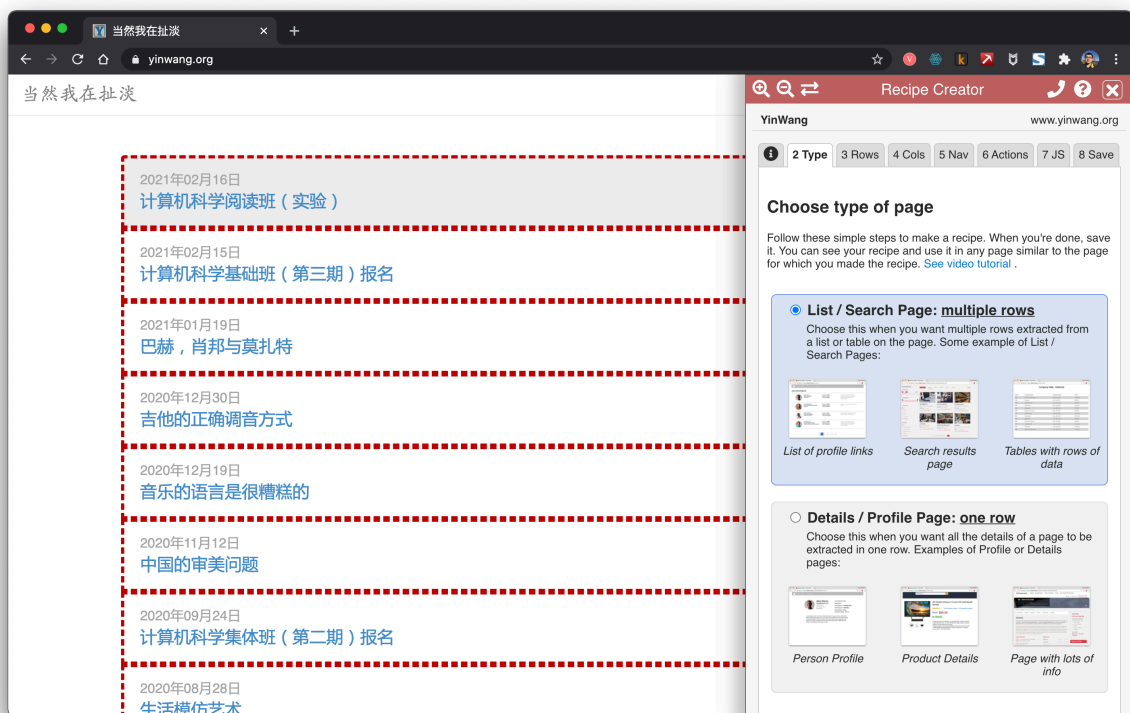 当然我在扯淡
yinwang.org
当然我在扯淡
2021年02月16日
计算机科学阅读班（实验）
2021年02月15日
计算机科学基础班（第三期）报名
2021年01月19日
巴赫，肖邦与莫扎特
2020年12月30日
吉他的正确调音方式
2020年12月19日
音乐的语言是很糟糕的
2020年11月12日
中国的审美问题
2020年09月24日
计算机科学集体班（第二期）报名
2020年08月28日
生活模仿艺术
Recipe Creator
YinWang www.yinwang.org
2 Type 3 Rows 4 Cols 5 Nav 6 Actions 7 JS 8 Save
Choose type of page
Follow these simple steps to make a recipe. When you're done, save
it. You can see your recipe and use it in any page similar to the page
for which you made the recipe. See video tutorial .
List / Search Page: multiple rows
Choose this when you want multiple rows extracted from
a list or table on the page. Some example of List /
Search Pages:
List of profile links
Search results
page
Tables with rows of
data
Details / Profile Page: one row
Choose this when you want all the details of a page to be
extracted in one row. Examples of Profile or Details
pages:
Person Profile
Product Details
Page with lots of
info